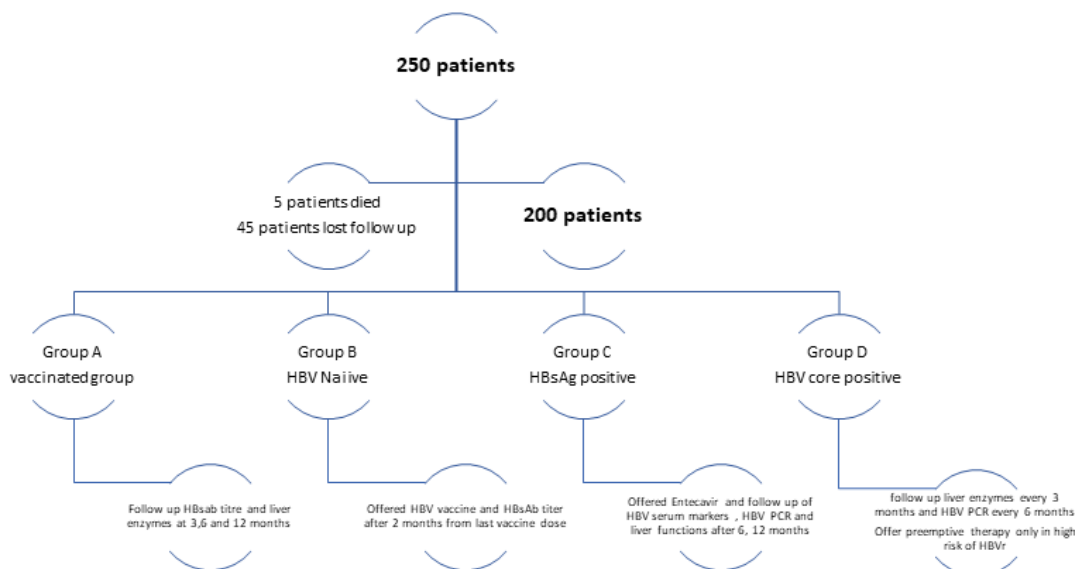 250 patients
5 patients died
45 patients lost follow up
200 patients
Group A
vaccinated group
Group B
HBV Naiive
Group C
HBsAg positive
Group D
HBV core positive
Follow up HBsab titre and liver
enzymes at 3,6 and 12 months
Offered HBV vaccine and HBsAb titer
after 2 months from last vaccine dose
Offered Entecavir and follow up of
HBV serum markers , HBV PCR and
liver functions after 6, 12 months
follow up liver enzymes every 3
months and HBV PCR every 6 months
Offer preemptive therapy only in high
risk of HBVr